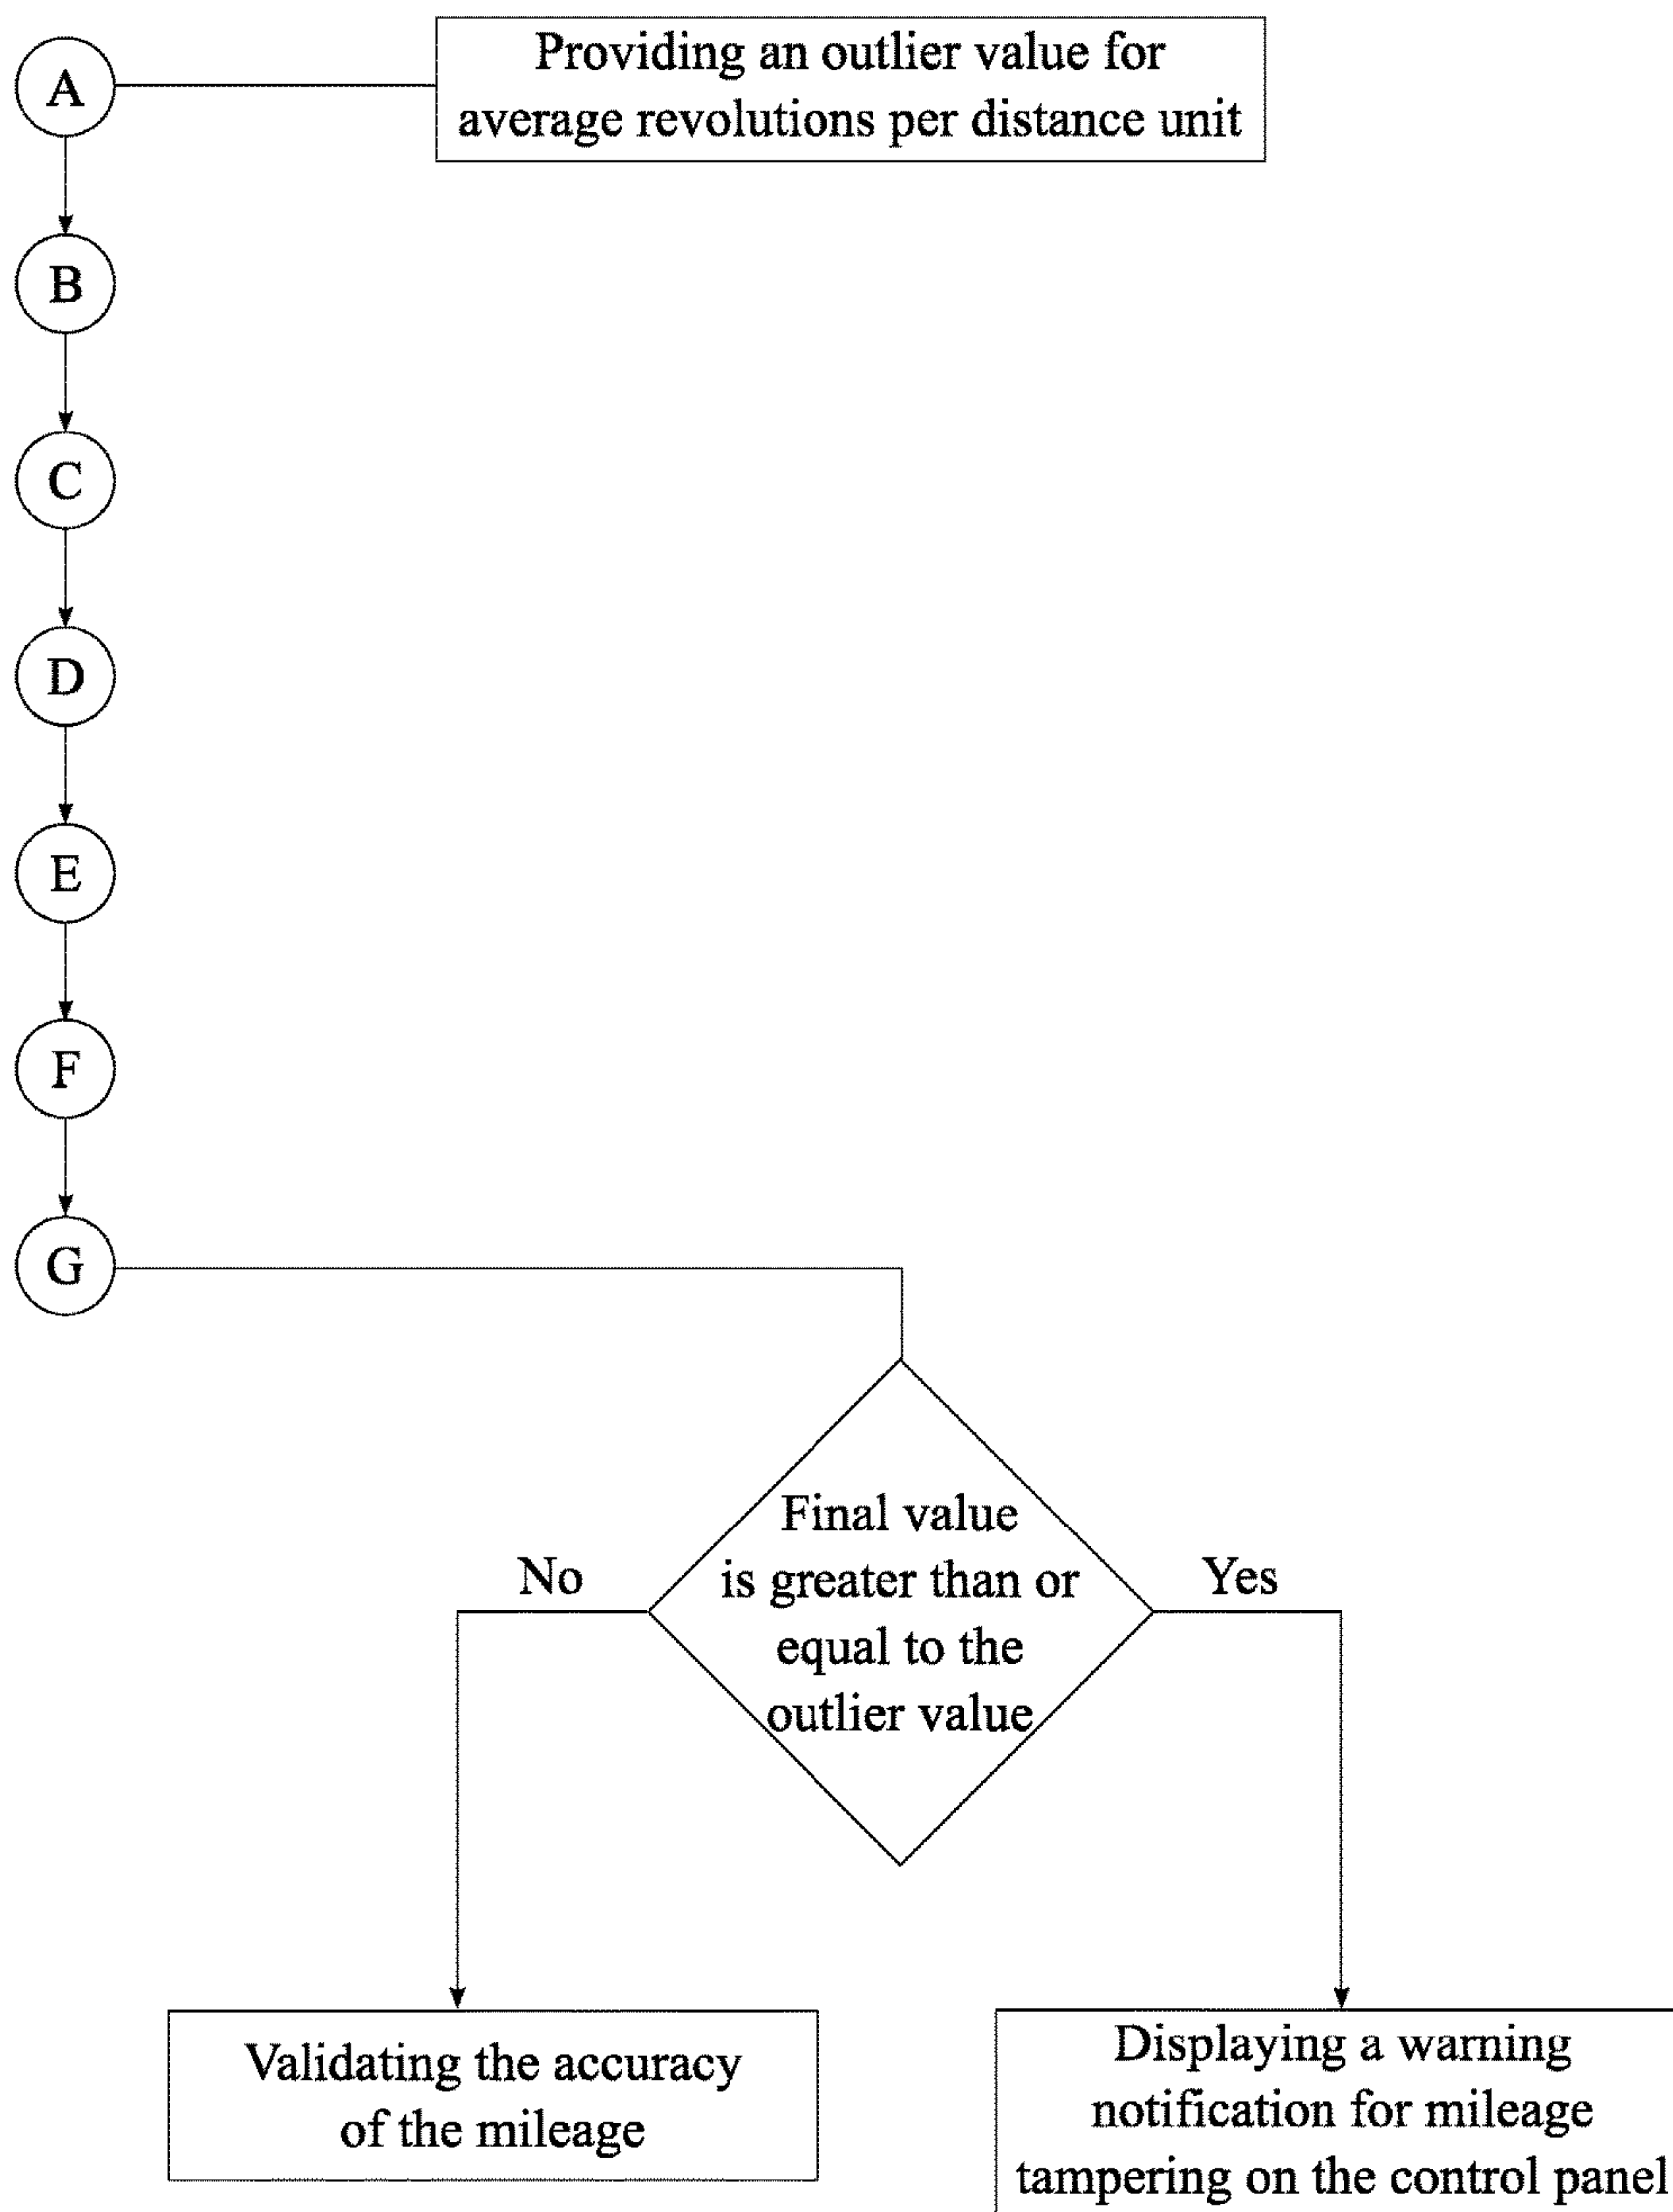 A
Providing an outlier value for
average revolutions per distance unit
B
C
D
E
F
G
Final value
is greater than or
equal to the
outlier value
No
Yes
Validating the accuracy
of the mileage
Displaying a warning
notification for mileage
tampering on the control panel